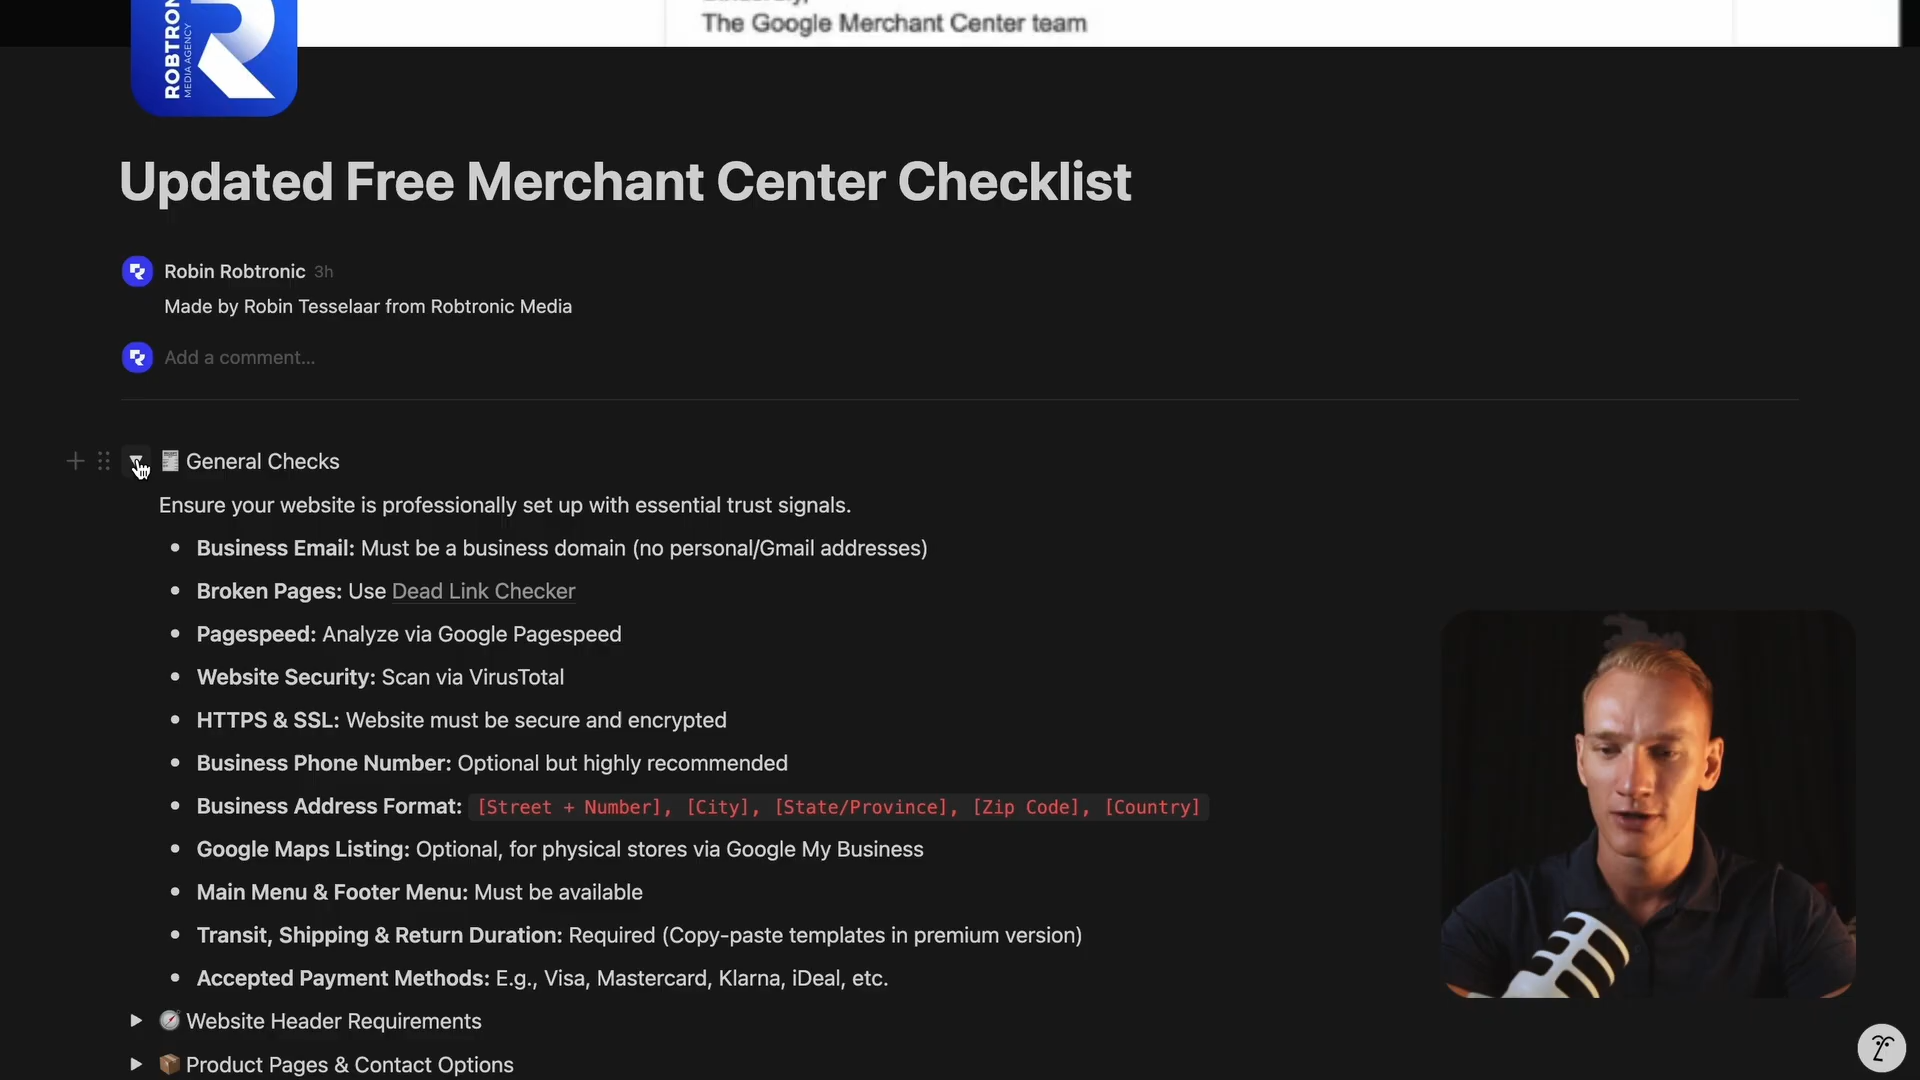 The Google Merchant Center team
ROBTRON
MEDIA AGENCY
Updated Free Merchant Center Checklist
Robin Robtronic 3h
Made by Robin Tesselaar from Robtronic Media
Add a comment...
General Checks
Ensure your website is professionally set up with essential trust signals.
• Business Email: Must be a business domain (no personal/Gmail addresses)
• Broken Pages: Use Dead Link Checker
• Pagespeed: Analyze via Google Pagespeed
• Website Security: Scan via VirusTotal
• HTTPS & SSL: Website must be secure and encrypted
• Business Phone Number: Optional but highly recommended
• Business Address Format: [Street + Number], [City], [State/Province], [Zip Code], [Country]
• Google Maps Listing: Optional, for physical stores via Google My Business
• Main Menu & Footer Menu: Must be available
• Transit, Shipping & Return Duration: Required (Copy-paste templates in premium version)
• Accepted Payment Methods: E.g., Visa, Mastercard, Klarna, iDeal, etc.
Website Header Requirements
Product Pages & Contact Options